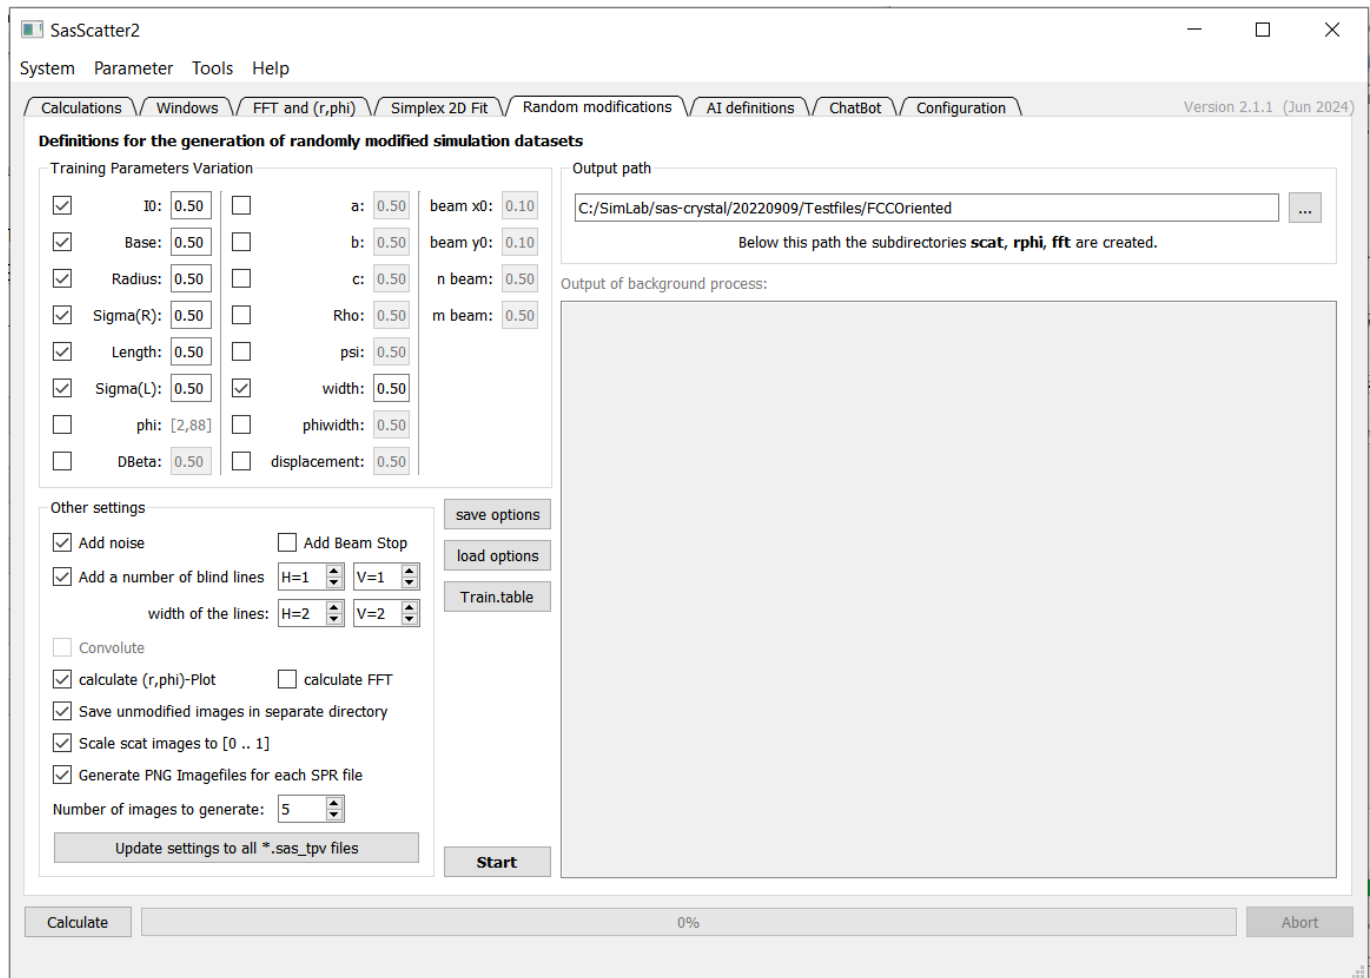 SasScatter2
System Parameter Tools Help
Calculations Windows FFT and (r,phi) Simplex 2D Fit Random modifications AI definitions ChatBot Configuration Version 2.1.1 (Jun 2024)
Definitions for the generation of randomly modified simulation datasets
Training Parameters Variation
I0: 0.50 a: 0.50 beam x0: 0.10
Base: 0.50 b: 0.50 beam y0: 0.10
Radius: 0.50 c: 0.50 n beam: 0.50
Sigma(R): 0.50 Rho: 0.50 m beam: 0.50
Length: 0.50 psi: 0.50
Sigma(L): 0.50 width: 0.50
phi: [2,88] phiwidth: 0.50
DBeta: 0.50 displacement: 0.50
Output path
C:/SimLab/sas-crystal/20220909/Testfiles/FCCOriented ...
Below this path the subdirectories scat, rphi, fft are created.
Output of background process:
Other settings
Add noise Add Beam Stop
Add a number of blind lines H=1 V=1
width of the lines: H=2 V=2
Convolute
calculate (r,phi)-Plot calculate FFT
Save unmodified images in separate directory
Scale scat images to [0 .. 1]
Generate PNG Imagefiles for each SPR file
Number of images to generate: 5
Update settings to all *.sas_tpv files
save options
load options
Train.table
Start
Calculate 0% Abort